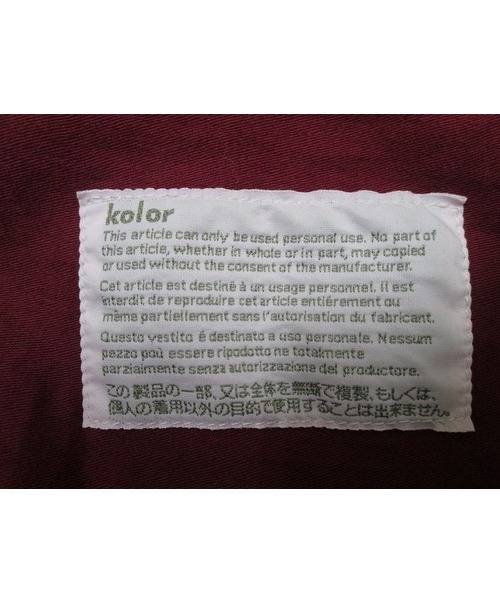 kolor
This article can only be used personal use. No part of
this article, whether in whole or in part, may copied
or used without the consent of the manufacturer.
Cet article est destiné à un usage personnel. Il est
interdit de reproduire cet article entiérement ou
même partiellement sans l'autorisation du fabricant.
Questo vestito é destinato a uso personale. Nessum
pezzo paù essere ripodotto ne totalmente
parzialmente senza autorizzazione del produttore.
この製品の一部、又は全体を無断で複製、もしくは、
個人の着用以外の目的で使用することは出来ません。